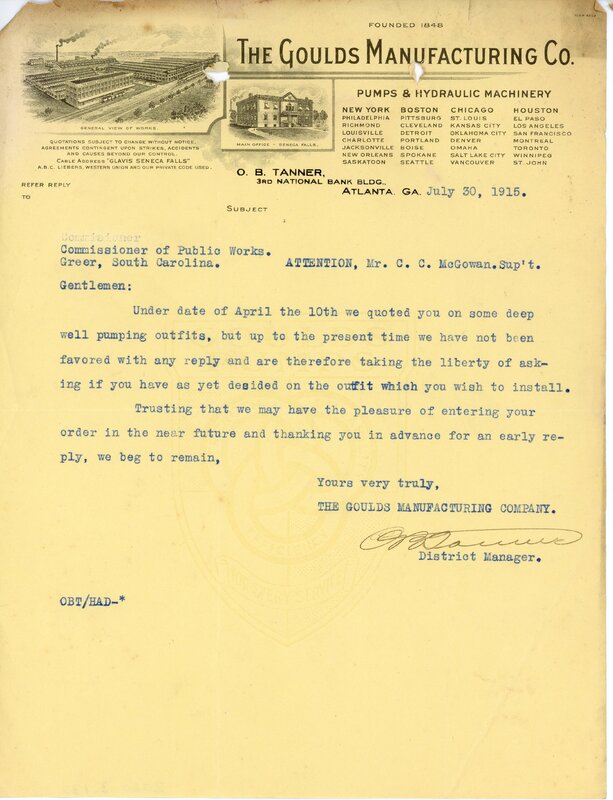 FOUNDED 1848
THE GOULDS MANUFACTURING CO.
PUMPS & HYDRAULIC MACHINERY
GENERAL VIEW OF WORKS.
MAIN OFFICE - SENECA FALLS.
QUOTATIONS SUBJECT TO CHANGE WITHOUT NOTICE,
AGREEMENTS CONTINGENT UPON STRIKES, ACCIDENTS
AND CAUSES BEYOND OUR CONTROL.
CABLE ADDRESS "GLAVIS SENECA FALLS"
A.B.C. LIEBERS, WESTERN UNION AND OUR PRIVATE CODE USED.
NEW YORK BOSTON CHICAGO HOUSTON
PHILADELPHIA PITTSBURG ST. LOUIS EL PASO
RICHMOND CLEVELAND KANSAS CITY LOS ANGELES
LOUISVILLE DETROIT OKLAHOMA CITY SAN FRANCISCO
CHARLOTTE PORTLAND DENVER MONTREAL
JACKSONVILLE BOISE OMAHA TORONTO
NEW ORLEANS SPOKANE SALT LAKE CITY WINNIPEG
SASKATOON SEATTLE VANCOUVER ST. JOHN
O. B. TANNER,
3RD NATIONAL BANK BLDG.,
ATLANTA. GA. July 30, 1915.
REFER REPLY
TO
SUBJECT
Commisioner
Commissioner of Public Works.
Greer, South Carolina. ATTENTION, Mr. C. C. McGowan.Sup't.
Gentlemen:
Under date of April the 10th we quoted you on some deep
well pumping outfits, but up to the present time we have not been
favored with any reply and are therefore taking the liberty of ask-
ing if you have as yet desided on the outfit which you wish to install.
Trusting that we may have the pleasure of entering your
order in the near future and thanking you in advance for an early re-
ply, we beg to remain,
Yours very truly,
THE GOULDS MANUFACTURING COMPANY.
O B Tanner
District Manager.
OBT/HAD-*